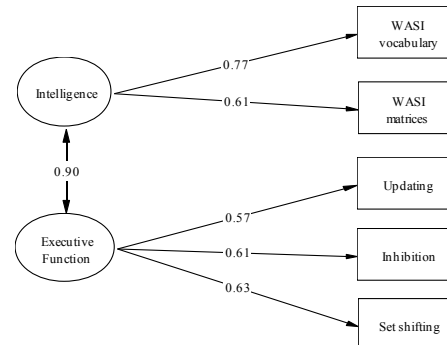 WASI
vocabulary
0.77
Intelligence
0.61
WASI
matrices
0.90
Updating
0.57
Executive
Function
0.61
Inhibition
0.63
Set shifting